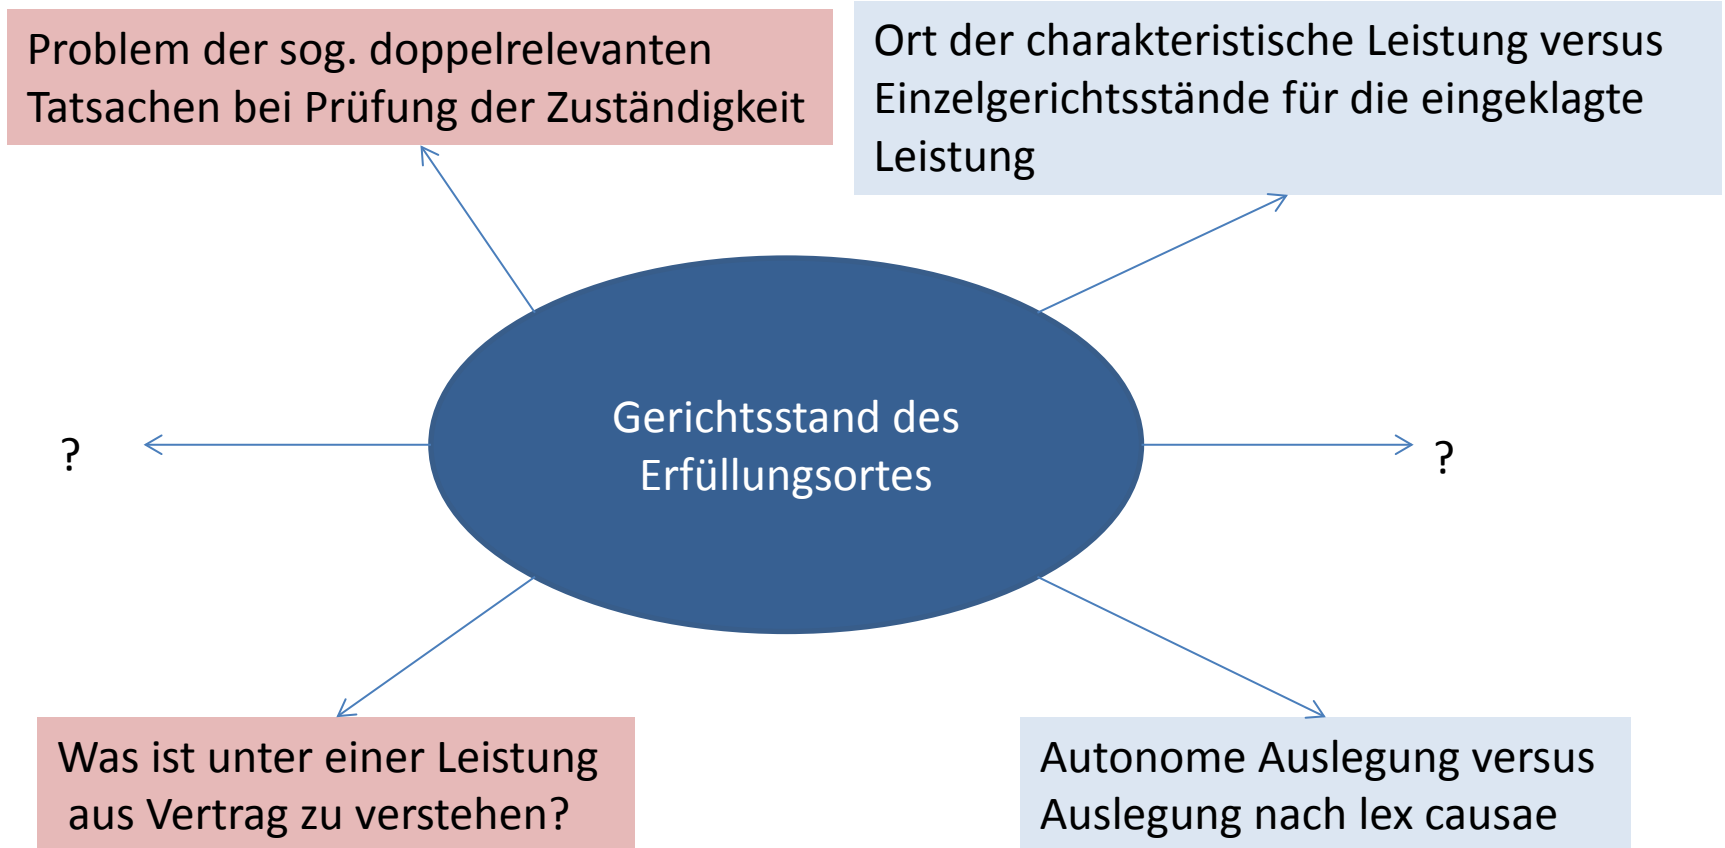 Problem der sog. doppelrelevanten
Tatsachen bei Prüfung der Zuständigkeit
Ort der charakteristische Leistung versus
Einzelgerichtsstände für die eingeklagte
Leistung
Gerichtsstand des
Erfüllungsortes
?
?
Was ist unter einer Leistung
aus Vertrag zu verstehen?
Autonome Auslegung versus
Auslegung nach lex causae